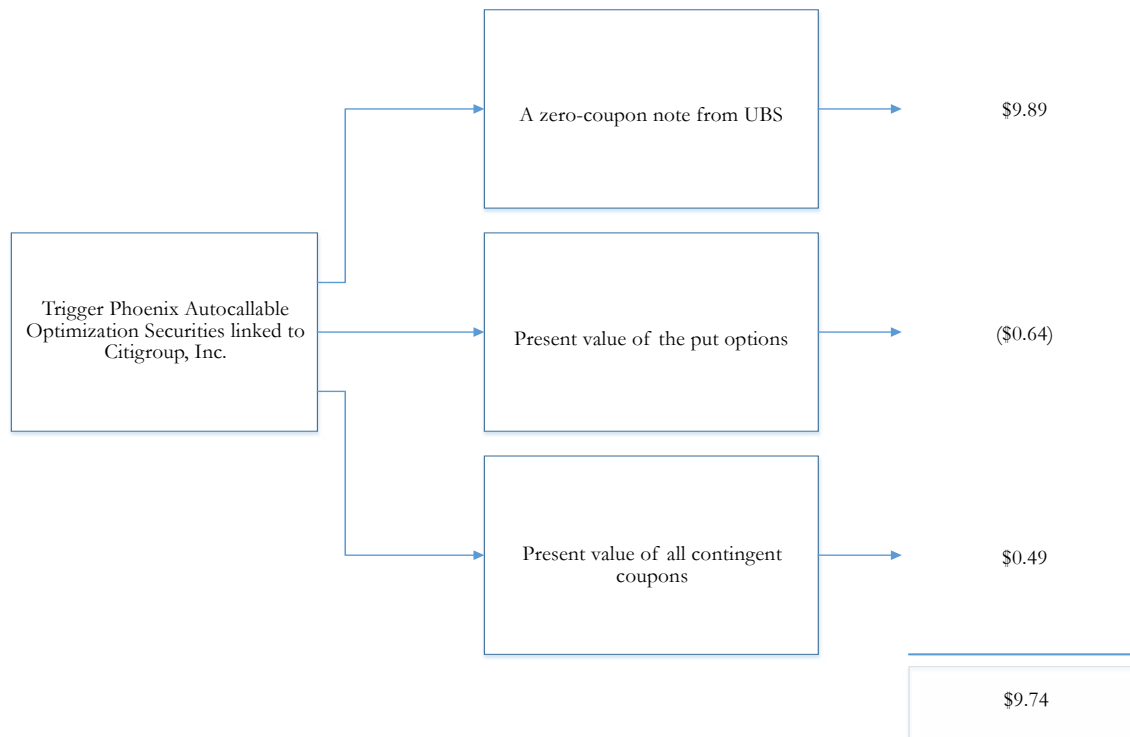 A zero-coupon note from UBS
$9.89
Trigger Phoenix Autocallable
Optimization Securities linked to
Citigroup, Inc.
Present value of the put options
($0.64)
Present value of all contingent
coupons
$0.49
$9.74